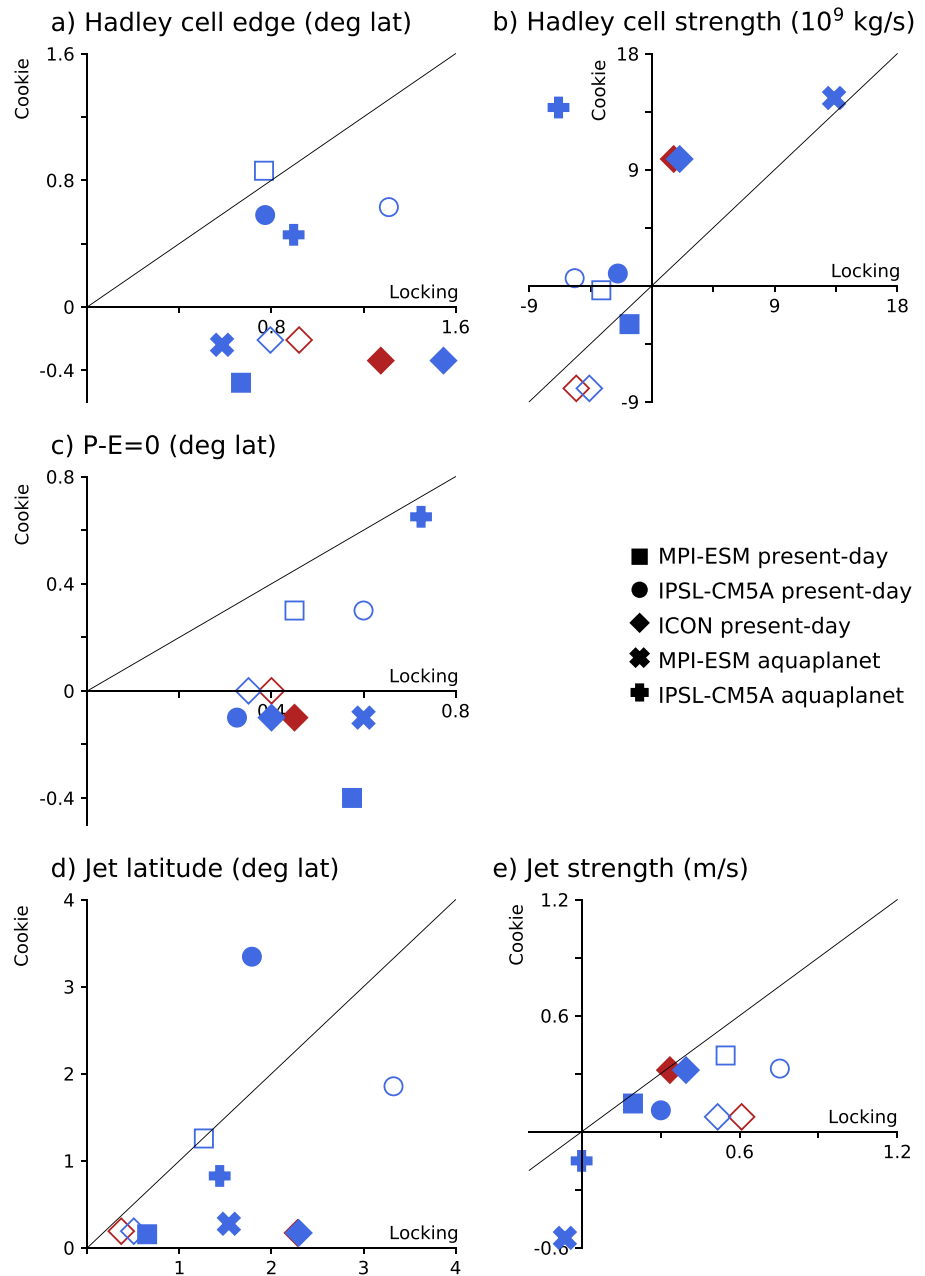 a) Hadley cell edge (deg lat)
1.6
Cookie
0.8
Locking
0
0.8
1.6
-0.4
b) Hadley cell strength (10⁹ kg/s)
18
Cookie
9
Locking
-9
9
18
-9
c) P-E=0 (deg lat)
0.8
Cookie
0.4
Locking
0
0.4
0.8
-0.4
MPI-ESM present-day
IPSL-CM5A present-day
ICON present-day
MPI-ESM aquaplanet
IPSL-CM5A aquaplanet
d) Jet latitude (deg lat)
4
Cookie
3
2
1
Locking
0
1
2
3
4
e) Jet strength (m/s)
1.2
Cookie
0.6
Locking
0.6
1.2
-0.6